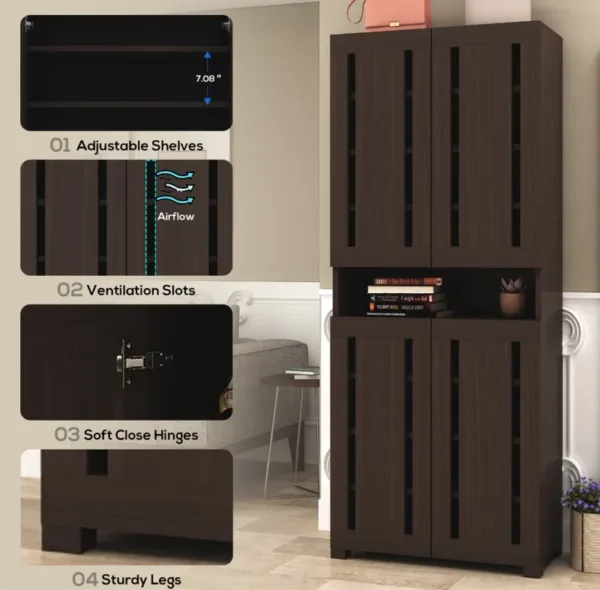 7.08"
01 Adjustable Shelves
Airflow
02 Ventilation Slots
03 Soft Close Hinges
04 Sturdy Legs